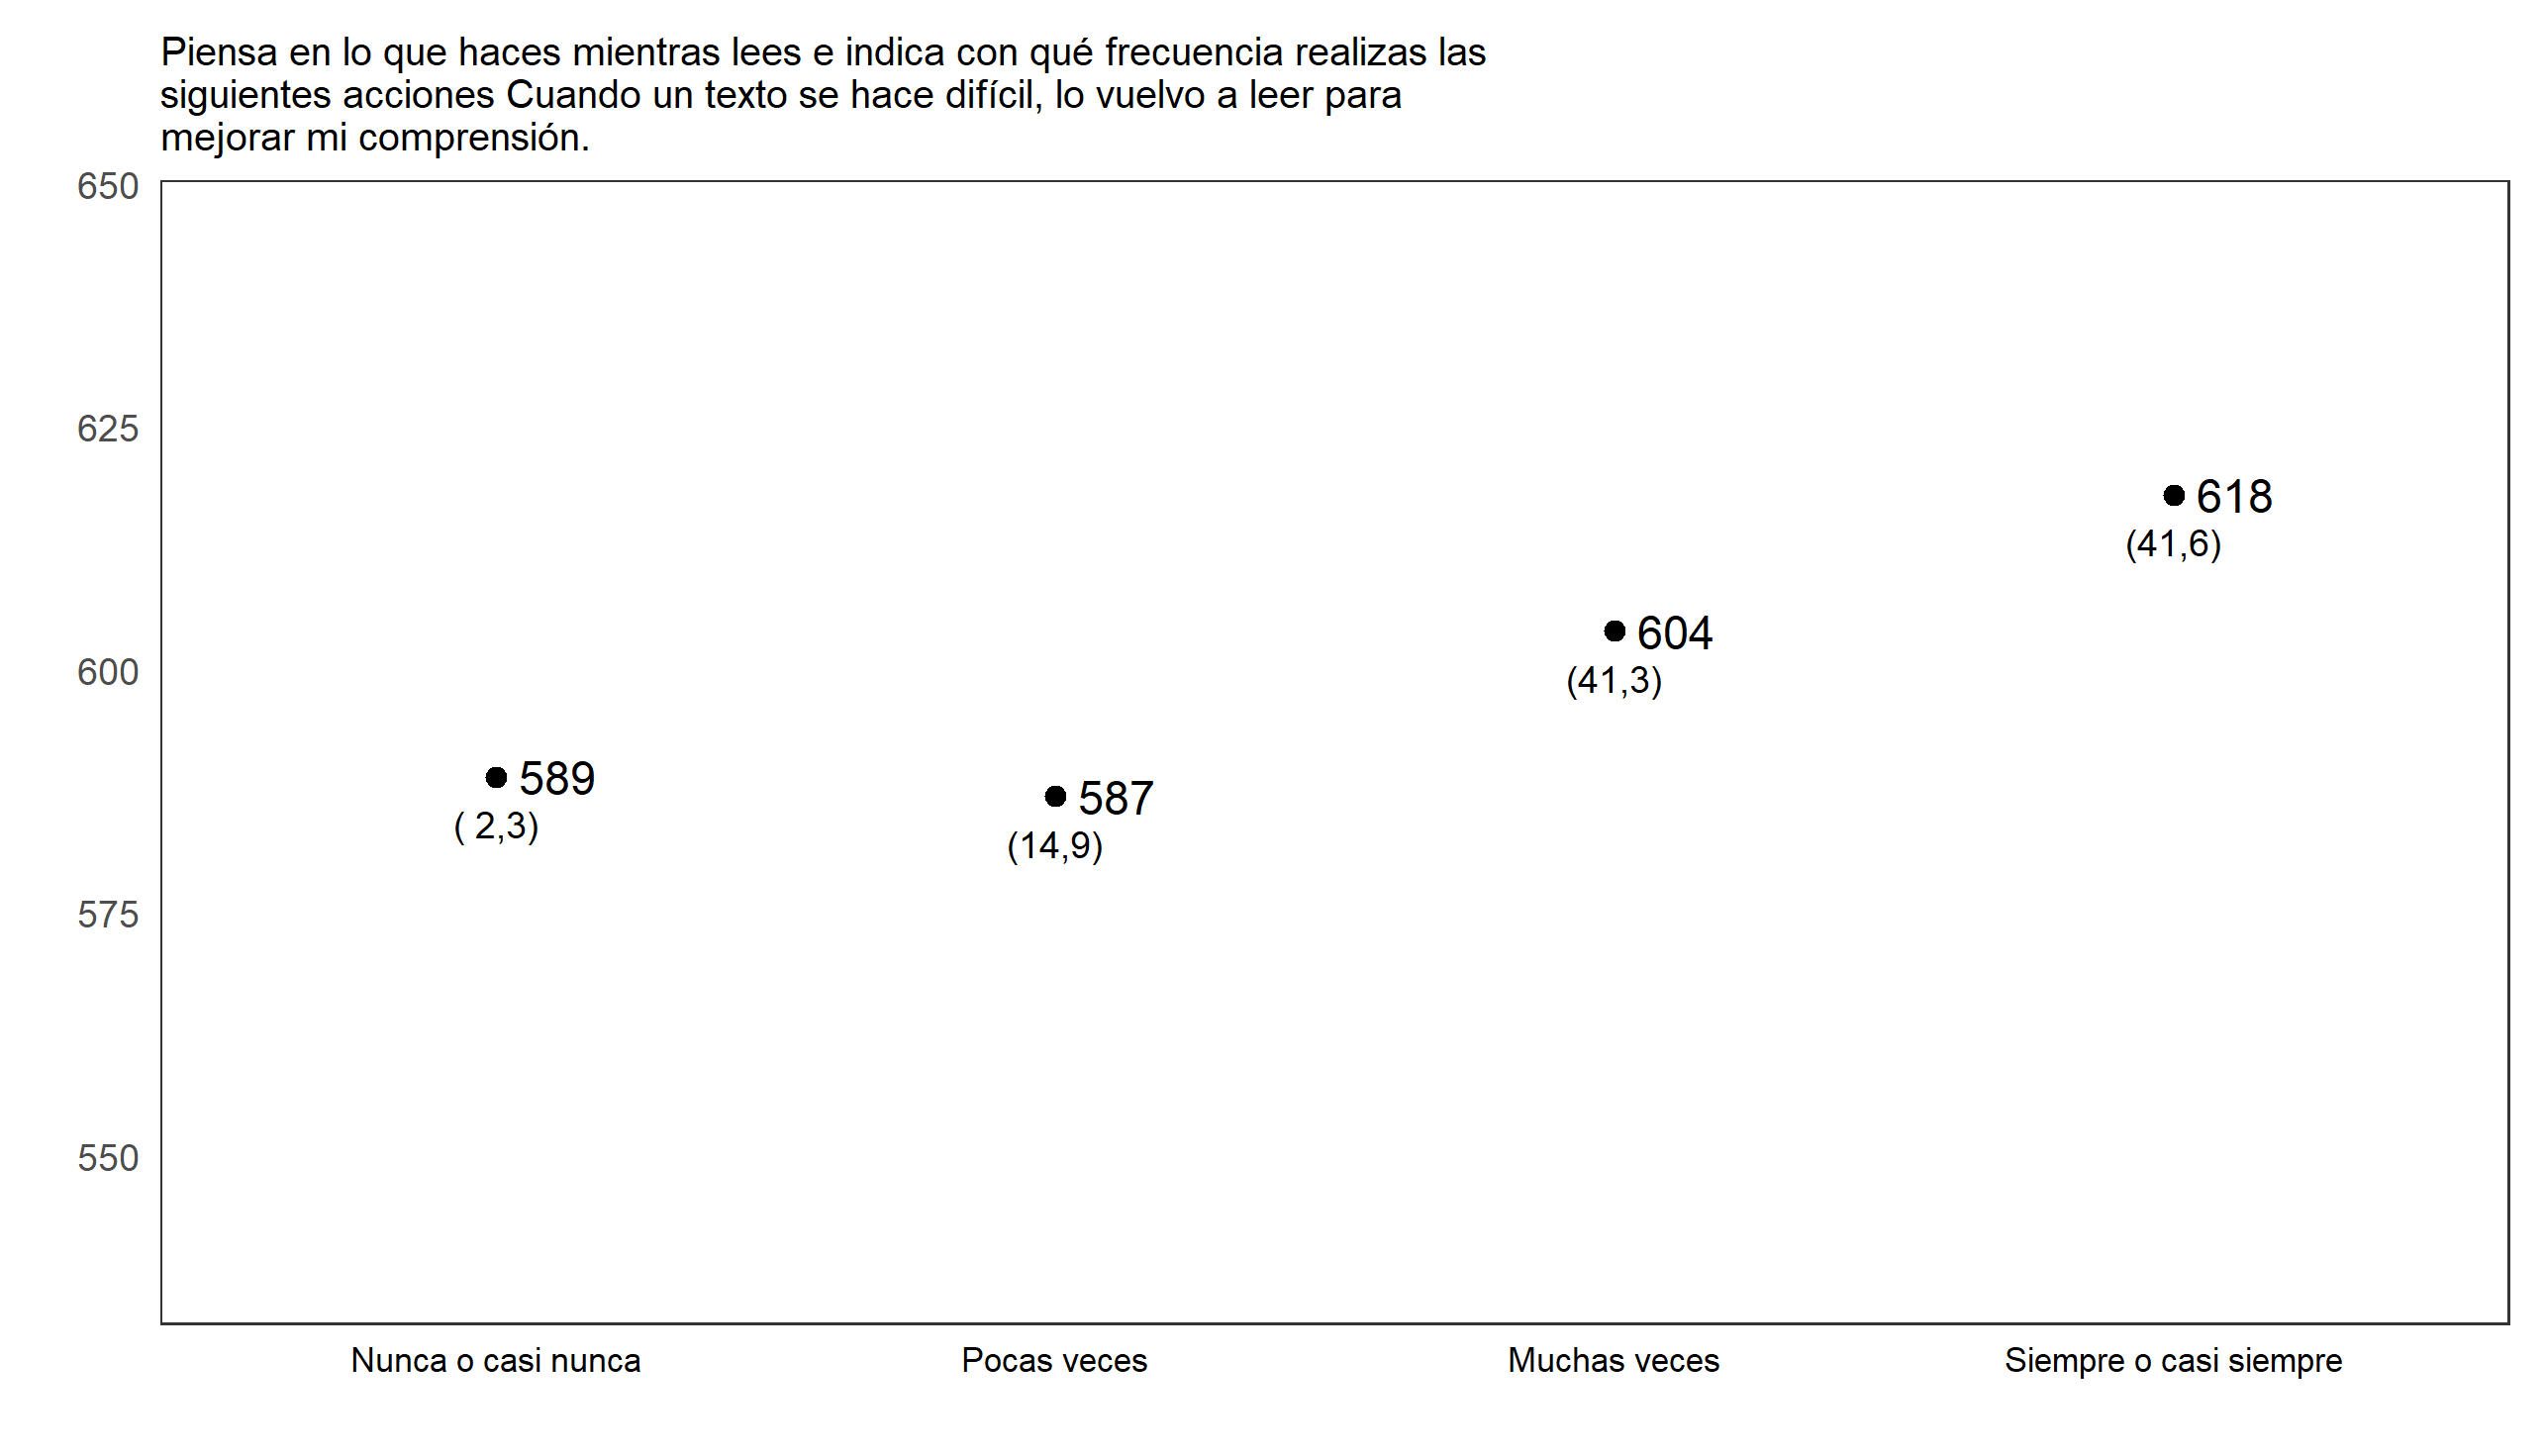 Piensa en lo que haces mientras lees e indica con qué frecuencia realizas las
siguientes acciones Cuando un texto se hace difícil, lo vuelvo a leer para
mejorar mi comprensión.
650
625
600
575
550
589
( 2,3)
587
(14,9)
604
(41,3)
618
(41,6)
Nunca o casi nunca
Pocas veces
Muchas veces
Siempre o casi siempre